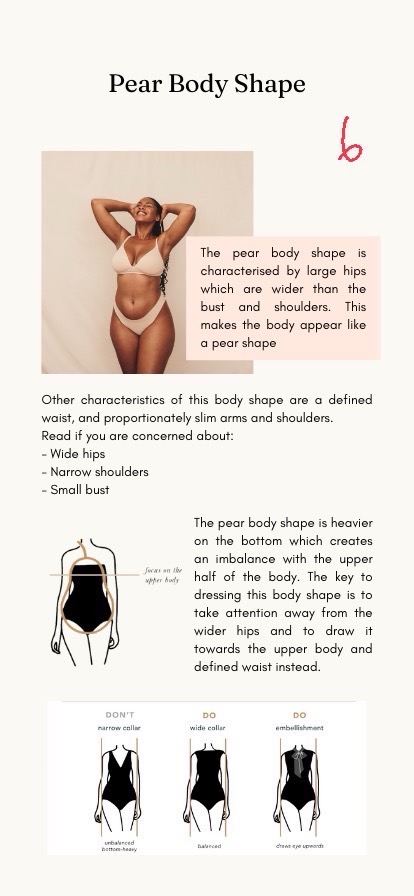 Pear Body Shape
6
The pear body shape is
characterised by large hips
which are wider than the
bust and shoulders. This
makes the body appear like
a pear shape
Other characteristics of this body shape are a defined
waist, and proportionately slim arms and shoulders.
Read if you are concerned about:
- Wide hips
- Narrow shoulders
- Small bust
The pear body shape is heavier
on the bottom which creates
an imbalance with the upper
half of the body. The key to
dressing this body shape is to
take attention away from the
wider hips and to draw it
towards the upper body and
defined waist instead.
focus on the
upper body
DON'T
narrow collar
unbalanced
bottom-heavy
DO
wide collar
balanced
DO
embellishment
draws eye upwards